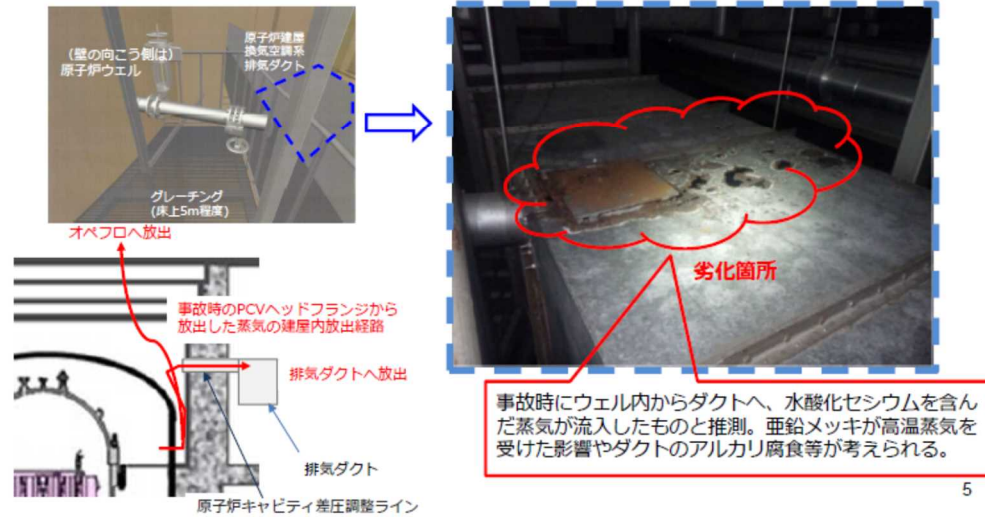 （壁の向こう側は）
原子炉ウエル
原子炉建屋
換気空調系
排気ダクト
グレーチング
(床上5m程度)
オペフロへ放出
事故時のPCVヘッドフランジから
放出した蒸気の建屋内放出経路
排気ダクトへ放出
排気ダクト
原子炉キャビティ差圧調整ライン
劣化箇所
事故時にウェル内からダクトへ、水酸化セシウムを含ん
だ蒸気が流入したものと推測。亜鉛メッキが高温蒸気を
受けた影響やダクトのアルカリ腐食等が考えられる。
5